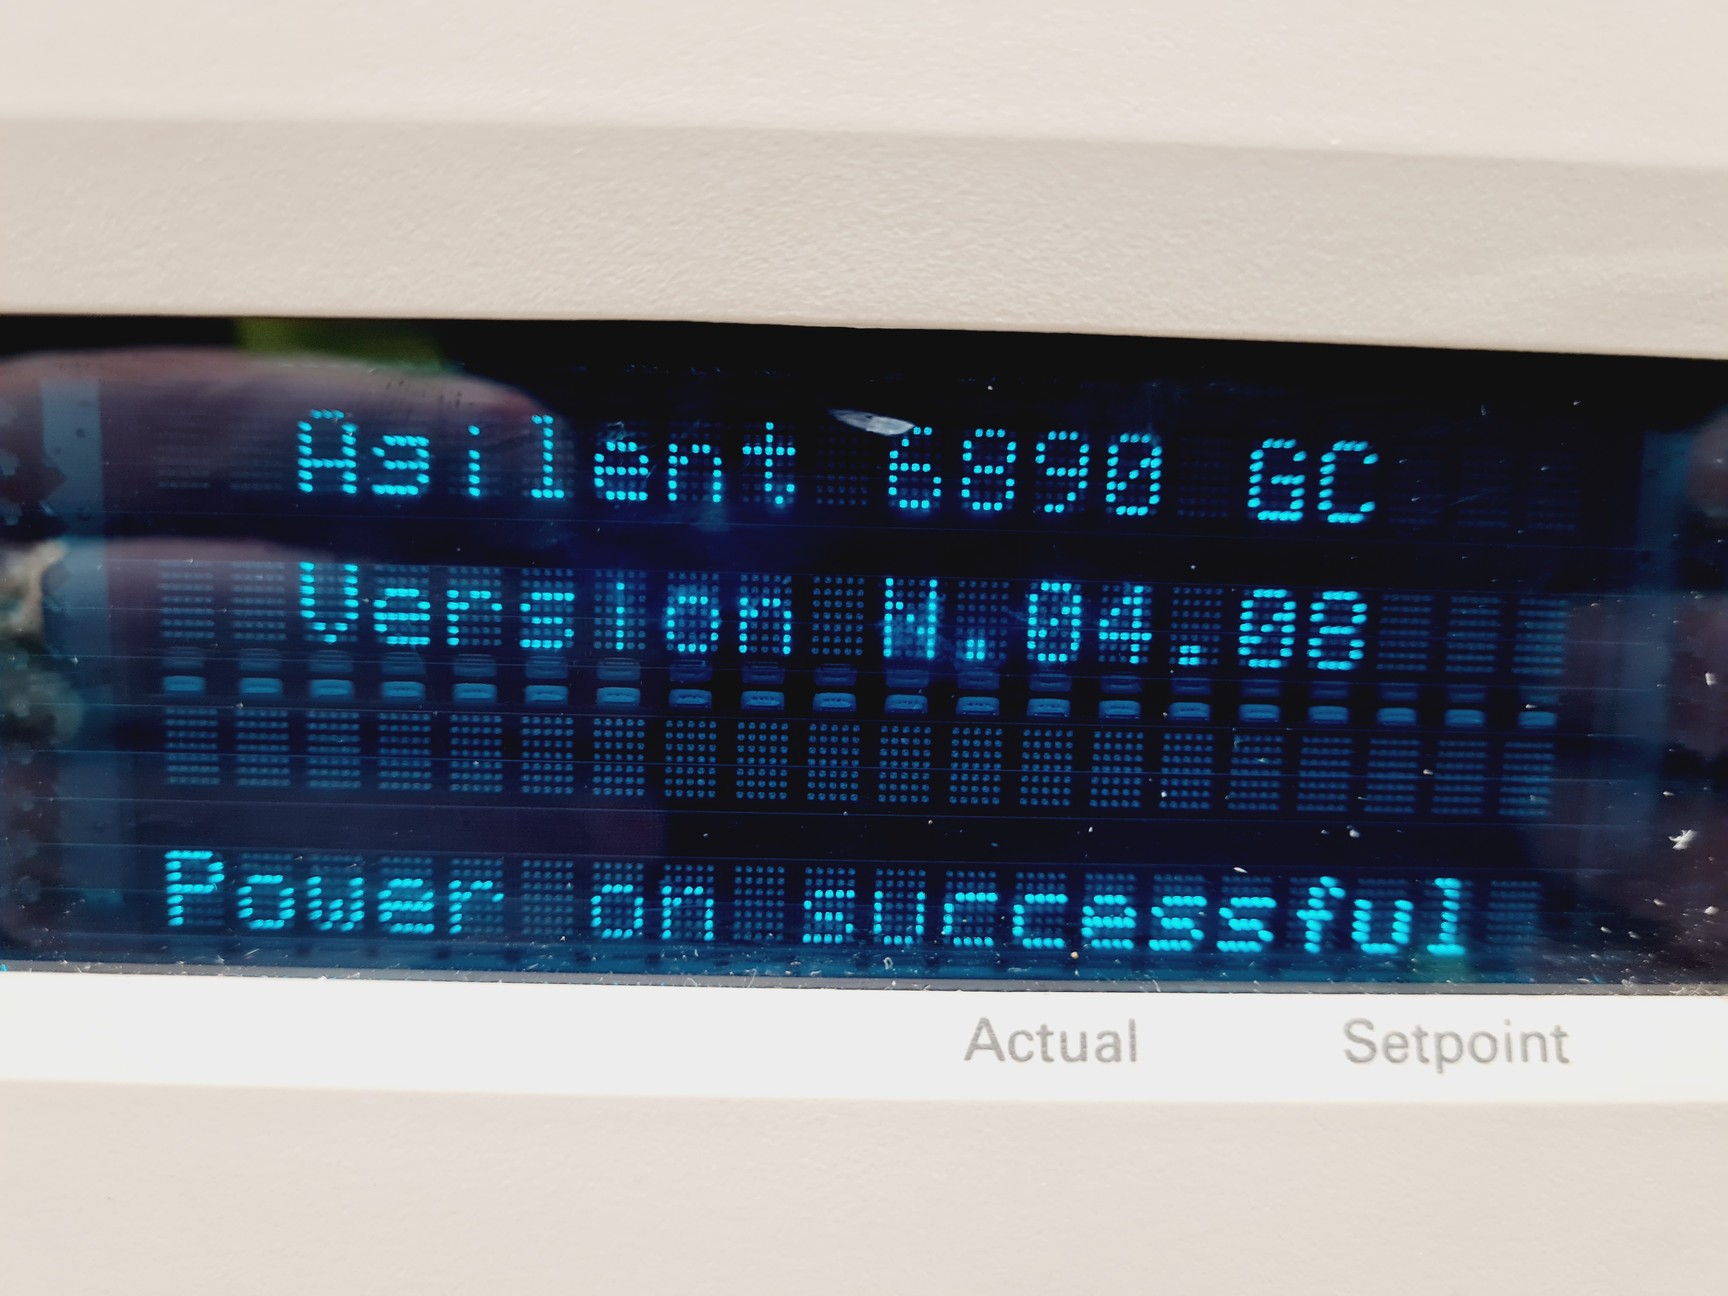 Agilent 6890 GC
Version N.04.08
Power on successful
Actual Setpoint